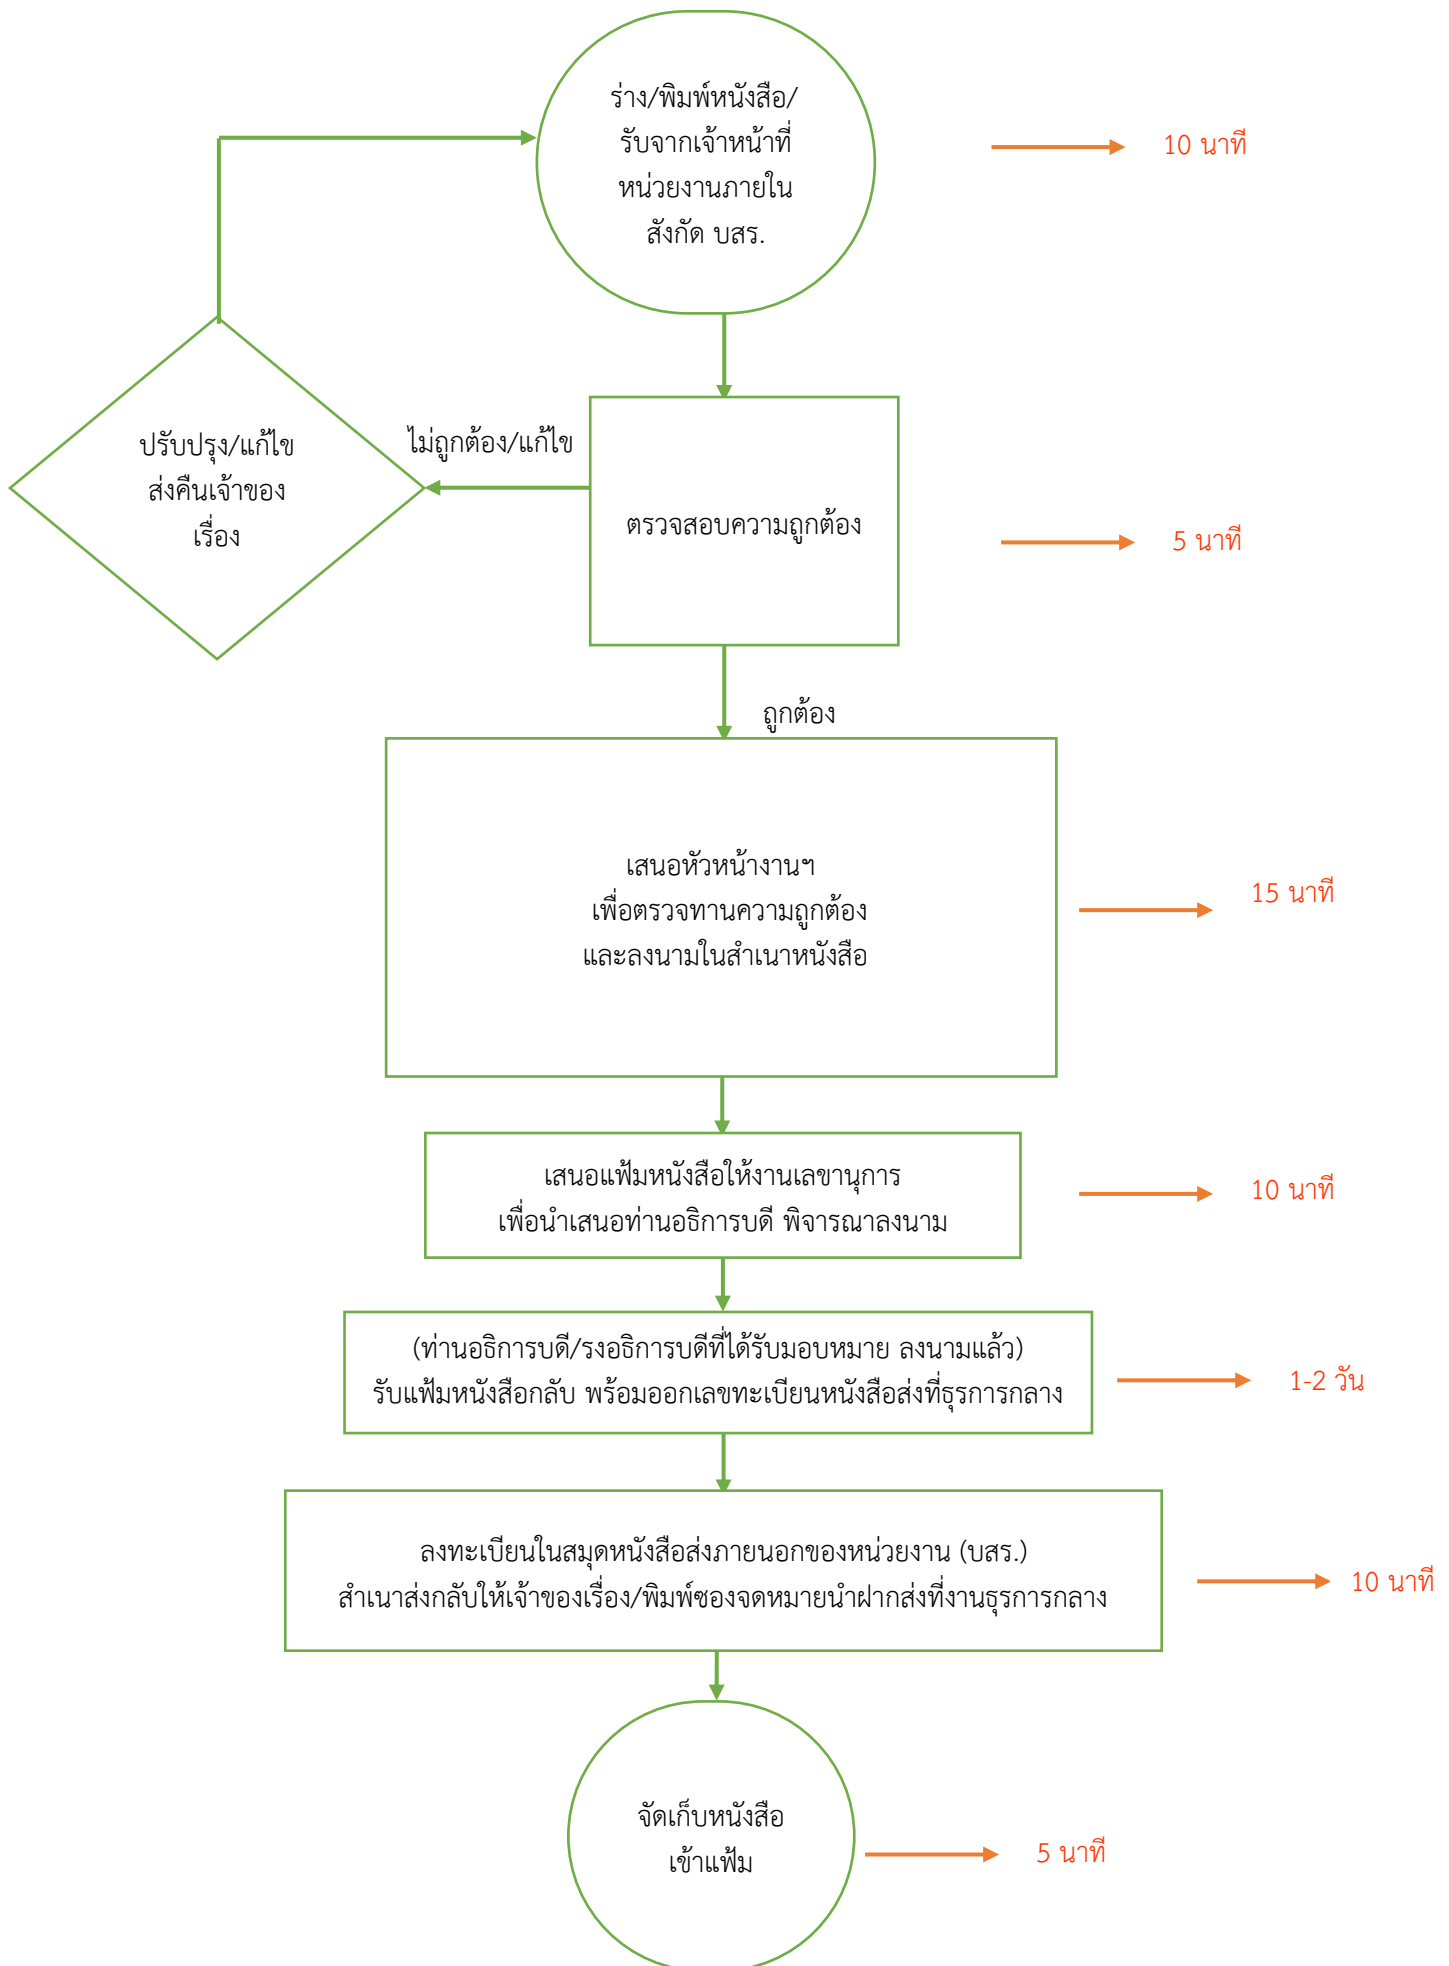 ร่าง/พิมพ์หนังสือ/
รับจากเจ้าหน้าที่
หน่วยงานภายใน
สังกัด บสร.
10 นาที
ปรับปรุง/แก้ไข
ส่งคืนเจ้าของ
เรื่อง
ไม่ถูกต้อง/แก้ไข
ตรวจสอบความถูกต้อง
5 นาที
ถูกต้อง
เสนอหัวหน้างานฯ
เพื่อตรวจทานความถูกต้อง
และลงนามในสำเนาหนังสือ
15 นาที
เสนอแฟ้มหนังสือให้งานเลขานุการ
เพื่อนำเสนอท่านอธิการบดี พิจารณาลงนาม
10 นาที
(ท่านอธิการบดี/รงอธิการบดีที่ได้รับมอบหมาย ลงนามแล้ว)
รับแฟ้มหนังสือกลับ พร้อมออกเลขทะเบียนหนังสือส่งที่ธุรการกลาง
1-2 วัน
ลงทะเบียนในสมุดหนังสือส่งภายนอกของหน่วยงาน (บสร.)
สำเนาส่งกลับให้เจ้าของเรื่อง/พิมพ์ซองจดหมายนำฝากส่งที่งานธุรการกลาง
10 นาที
จัดเก็บหนังสือ
เข้าแฟ้ม
5 นาที